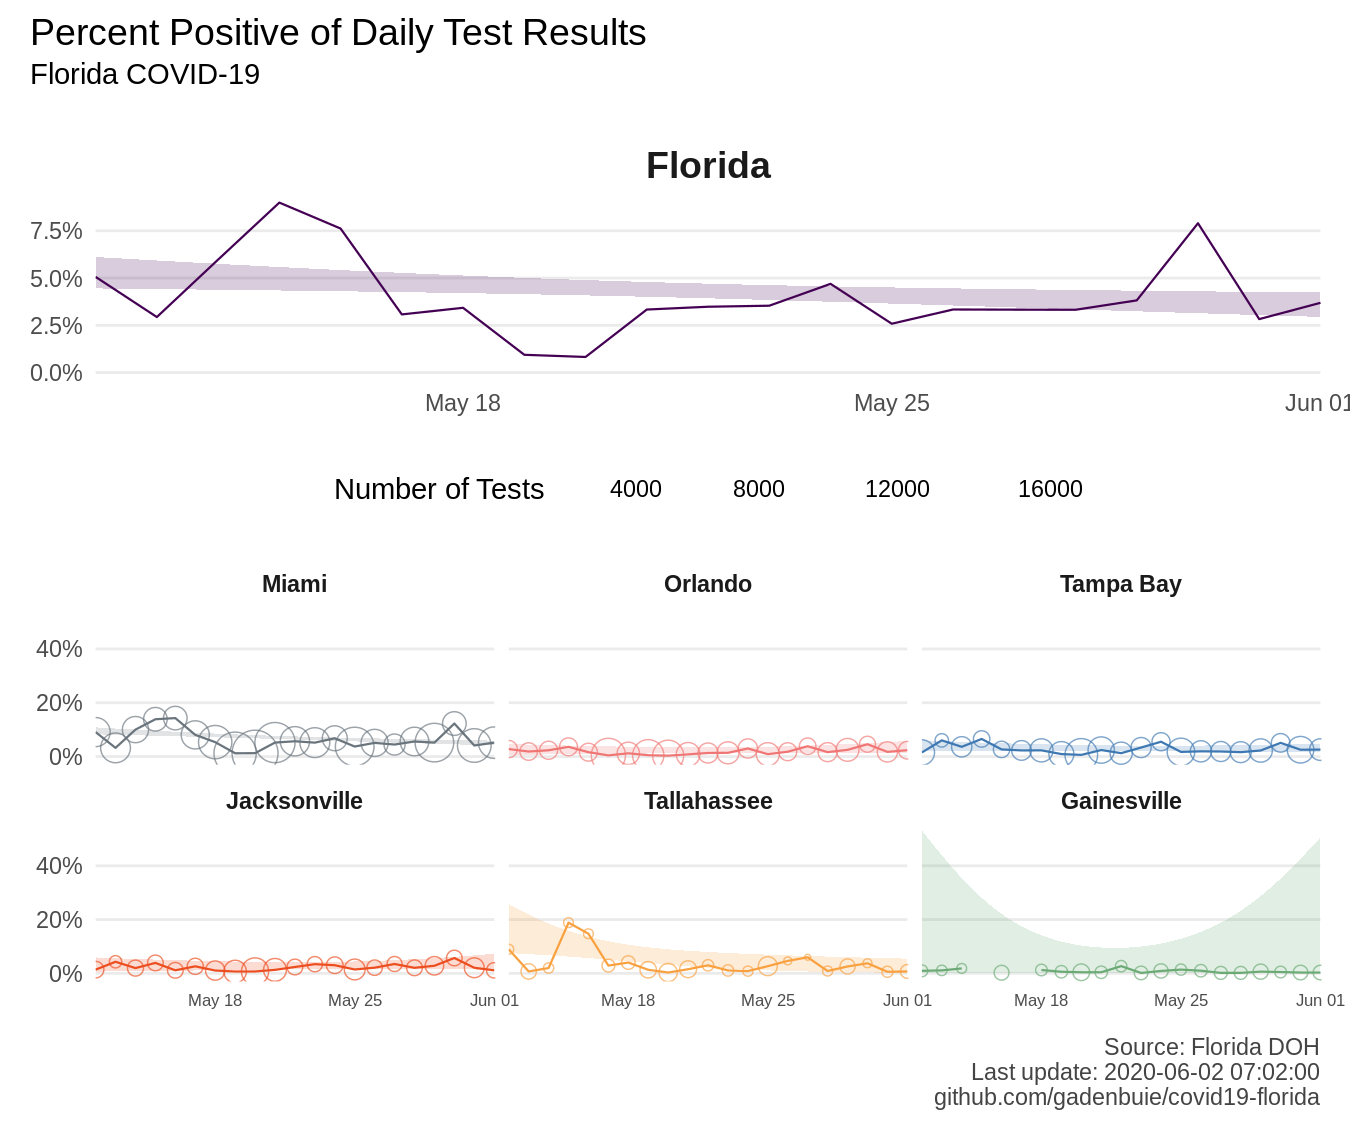 Percent Positive of Daily Test Results
Florida COVID-19
Florida
7.5%
5.0%
2.5%
0.0%
May 18 May 25 Jun 01
Number of Tests 4000 8000 12000 16000
Miami Orlando Tampa Bay
40%
20%
0%
Jacksonville Tallahassee Gainesville
40%
20%
0%
May 18 May 25 Jun 01 May 18 May 25 Jun 01 May 18 May 25 Jun 01
Source: Florida DOH
Last update: 2020-06-02 07:02:00
github.com/gadenbuie/covid19-florida